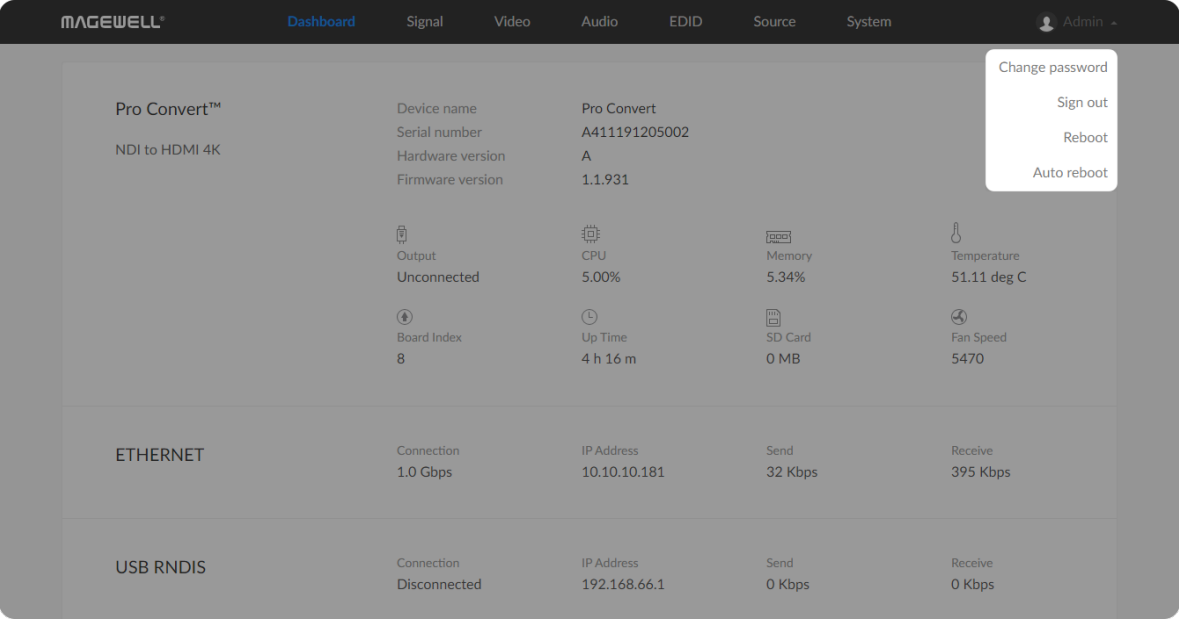 MAGEWELL®
Dashboard Signal Video Audio EDID Source System Admin
Change password
Sign out
Reboot
Auto reboot
Pro Convert™
NDI to HDMI 4K
Device name Pro Convert
Serial number A411191205002
Hardware version A
Firmware version 1.1.931
Output CPU Memory Temperature
Unconnected 5.00% 5.34% 51.11 deg C
Board Index Up Time SD Card Fan Speed
8 4 h 16 m 0 MB 5470
ETHERNET
Connection IP Address Send Receive
1.0 Gbps 10.10.10.181 32 Kbps 395 Kbps
USB RNDIS
Connection IP Address Send Receive
Disconnected 192.168.66.1 0 Kbps 0 Kbps